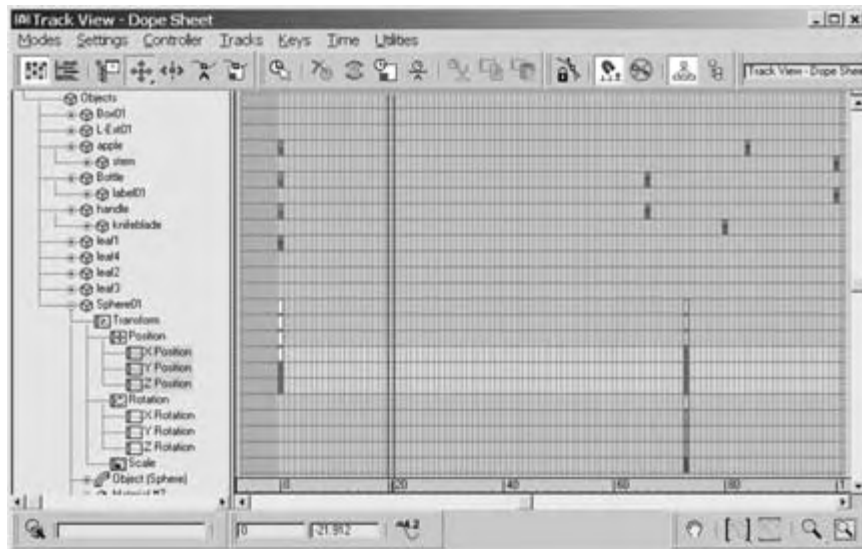 Track View - Dope Sheet
Modes Settings Controller Tracks Keys Time Utilities
Track View - Dope Shee
Objects
Box01
L-Ext01
apple
stem
Bottle
label01
handle
knifeblade
leaf1
leaf4
leaf2
leaf3
Sphere01
Transform
Position
X Position
Y Position
Z Position
Rotation
X Rotation
Y Rotation
Z Rotation
Scale
Object (Sphere)
0 20 40 60 80 1
0 -21.912